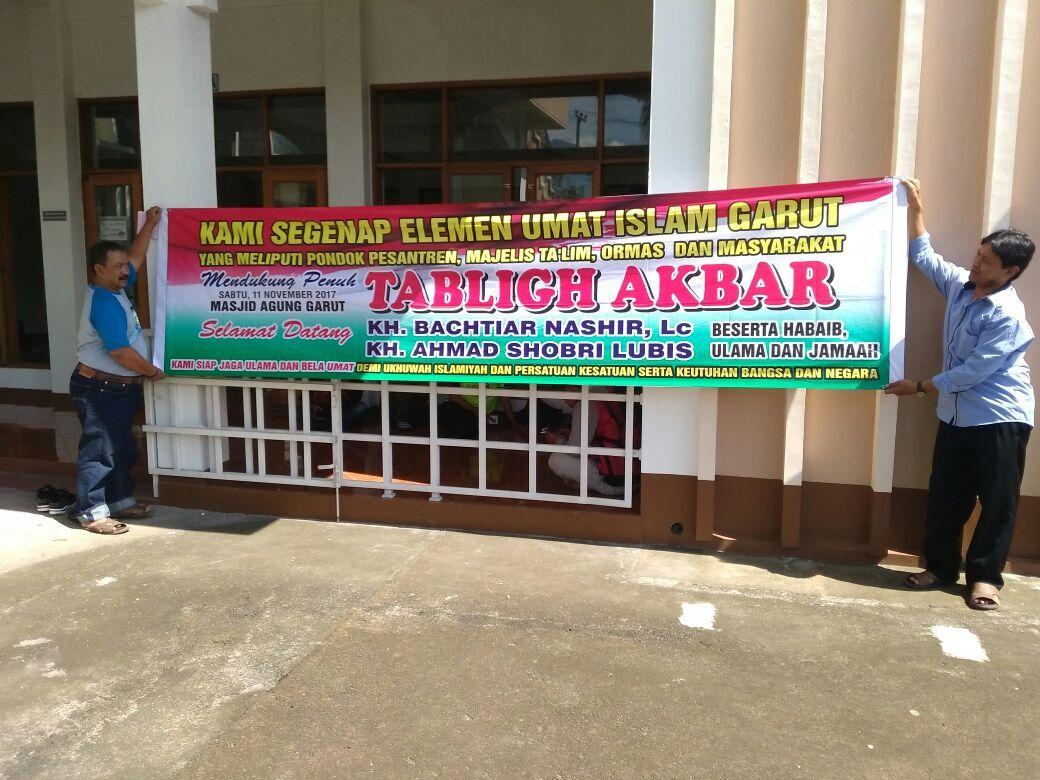 KAMI SEGENAP ELEMEN UMAT ISLAM GARUT
YANG MELIPUTI PONDOK PESANTREN, MAJELIS TA'LIM, ORMAS DAN MASYARAKAT
Mendukung Penuh
SABTU, 11 NOVEMBER 2017
MASJID AGUNG GARUT
TABLIGH AKBAR
Selamat Datang
KH. BACHTIAR NASHIR, Lc
KH. AHMAD SHOBRI LUBIS
BESERTA HABAIB,
ULAMA DAN JAMAAH
KAMI SIAP JAGA ULAMA DAN BELA UMAT DEMI UKHUWAH ISLAMIYAH DAN PERSATUAN KESATUAN SERTA KEUTUHAN BANGSA DAN NEGARA